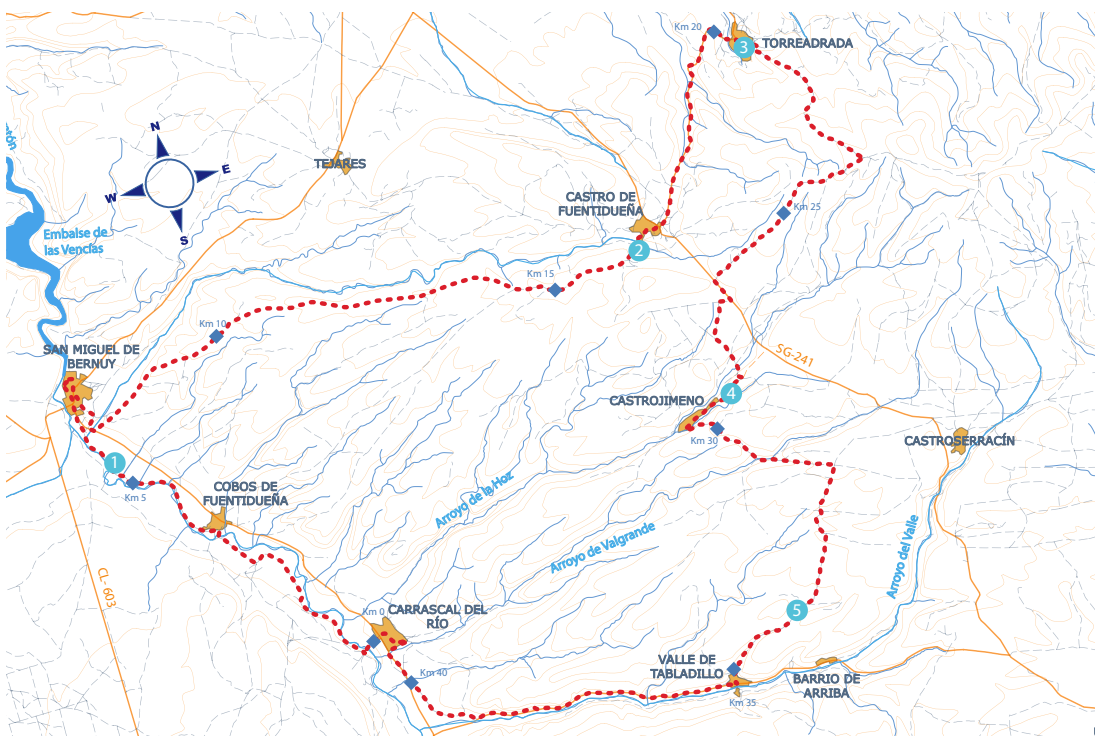 Km 20
3
TORREADRADA
N
E
W
S
TEJARES
CASTRO DE
FUENTIDUEÑA
Km 25
2
Embalse de
las Vencías
Km 15
Km 10
SAN MIGUEL DE
BERNUY
SG-241
CASTROJIMENO
4
Km 30
CASTROSERRACÍN
1
Km 5
COBOS DE
FUENTIDUEÑA
Arroyo de la Hoz
Arroyo de Valgrande
Arroyo del Valle
CL-603
Km 0
CARRASCAL DEL
RÍO
5
Km 40
VALLE DE
TABLADILLO
BARRIO DE
ARRIBA
Km 35